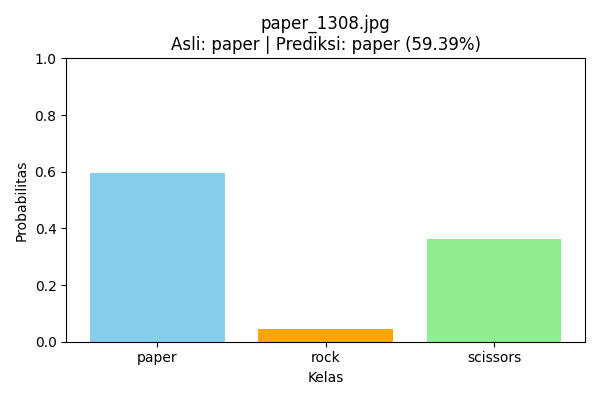 paper_1308.jpg
Asli: paper | Prediksi: paper (59.39%)
1.0
0.8
0.6
0.4
0.2
0.0
Probabilitas
paper
rock
scissors
Kelas